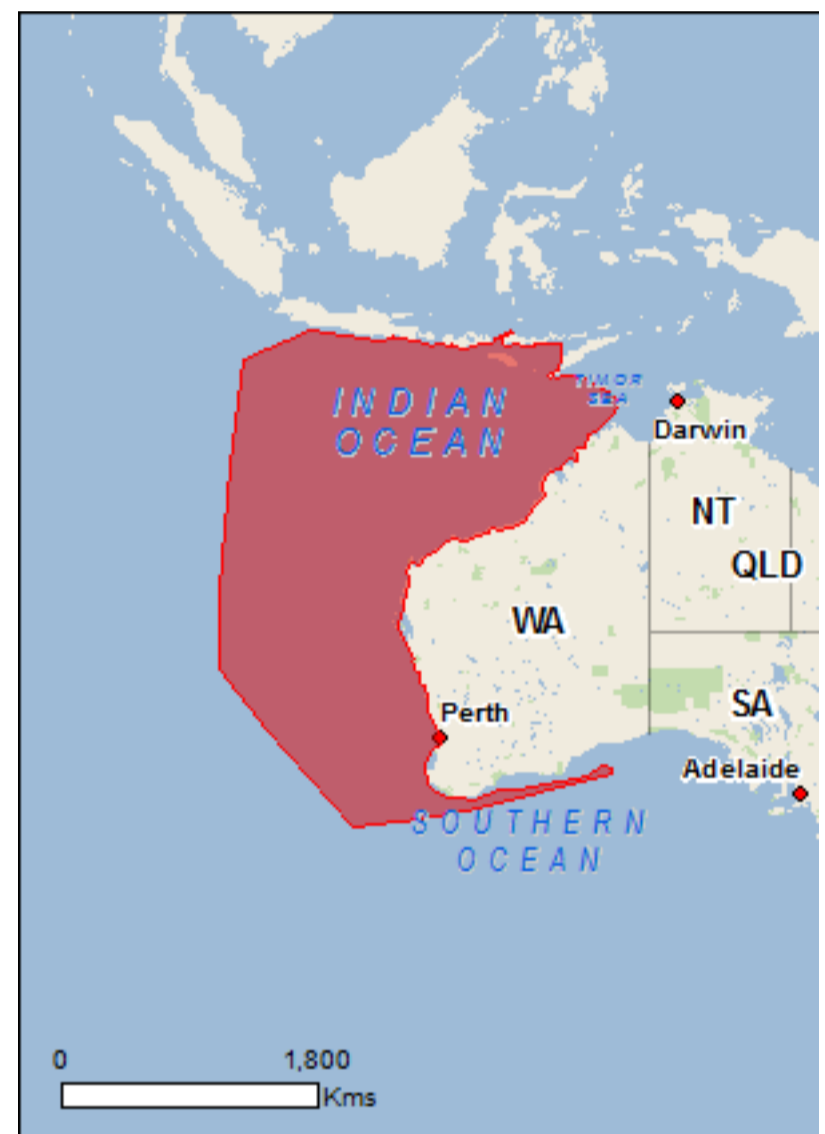 INDIAN
OCEAN
TIMOR
SEA
Darwin
NT
QLD
WA
SA
Perth
Adelaide
SOUTHERN
OCEAN
0 1,800
Kms